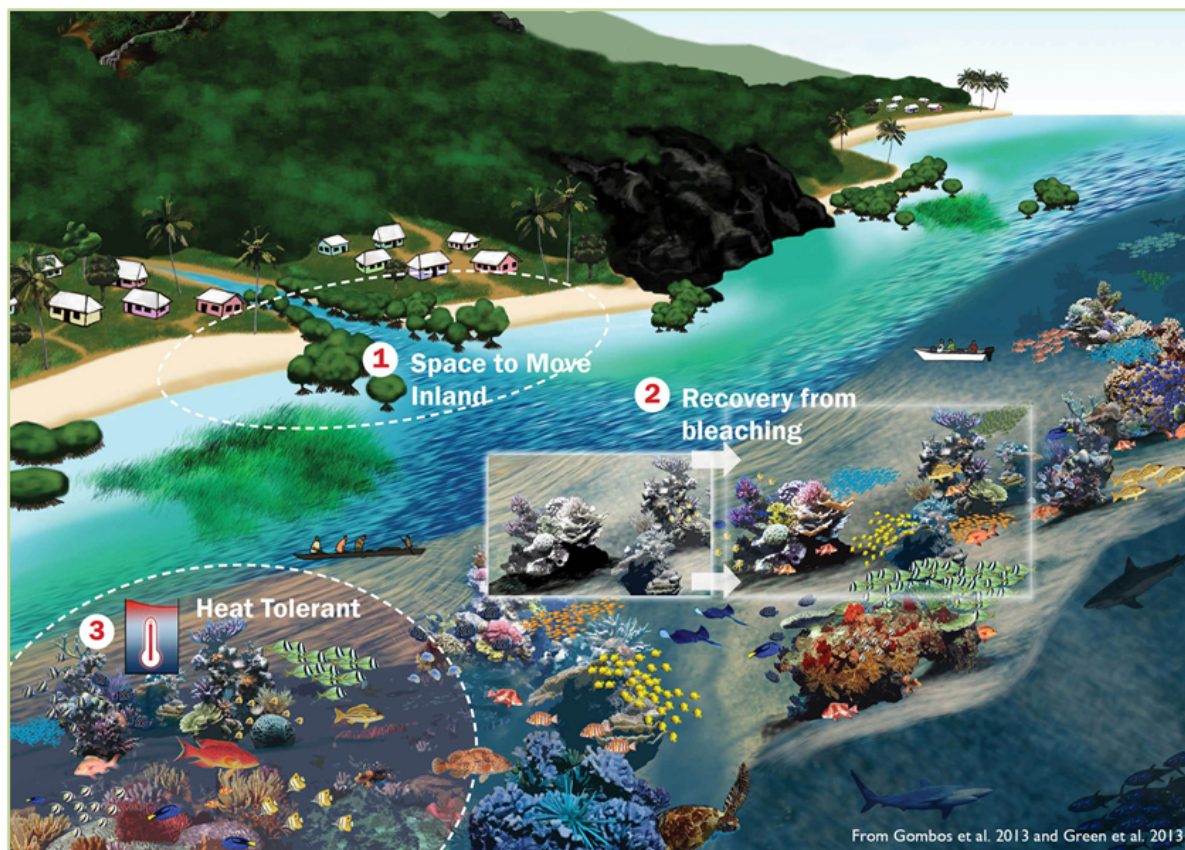 1 Space to Move
Inland
2 Recovery from
bleaching
3 Heat Tolerant
From Gombos et al. 2013 and Green et al. 2013